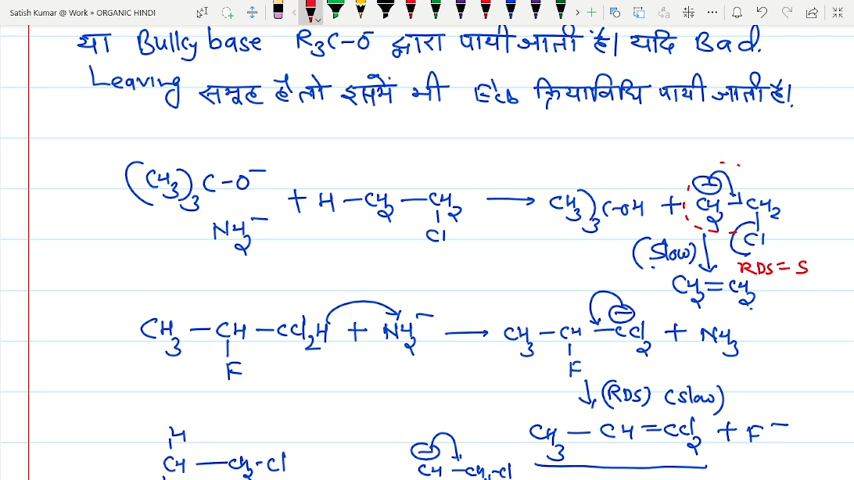 Satish Kumar @ Work » ORGANIC HINDI
या Bulky base R3C-O⁻ द्वारा पायी जाती है। यदि Bad.
Leaving समूह है तो इसमें भी E1cb क्रियाविधि पायी जाती है।
(CH3)3C-O⁻ + H-CH2-CH2 ⟶ CH3)3C-OH + CH2-CH2
NH2⁻ Cl Cl
(Slow) RDS = S
CH2=CH2
CH3-CH-CCl2H + NH2⁻ ⟶ CH3-CH-CCl2 + NH3
F F
↓ (RDS) (Slow)
CH3-CH=CCl2 + F⁻
H
CH-CH2-Cl CH-CH2-Cl